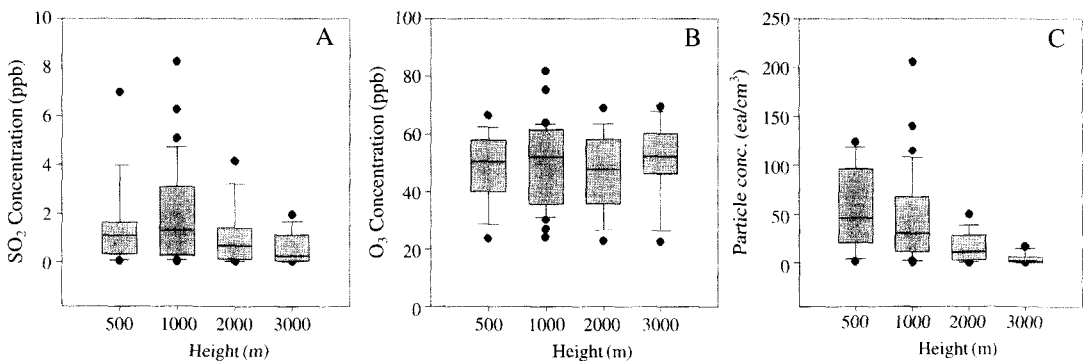 A
SO₂ Concentration (ppb)
10
8
6
4
2
0
500 1000 2000 3000
Height (m)
B
O₃ Concentration (ppb)
100
80
60
40
20
0
500 1000 2000 3000
Height (m)
C
Particle conc. (ea/cm³)
250
200
150
100
50
0
500 1000 2000 3000
Height (m)